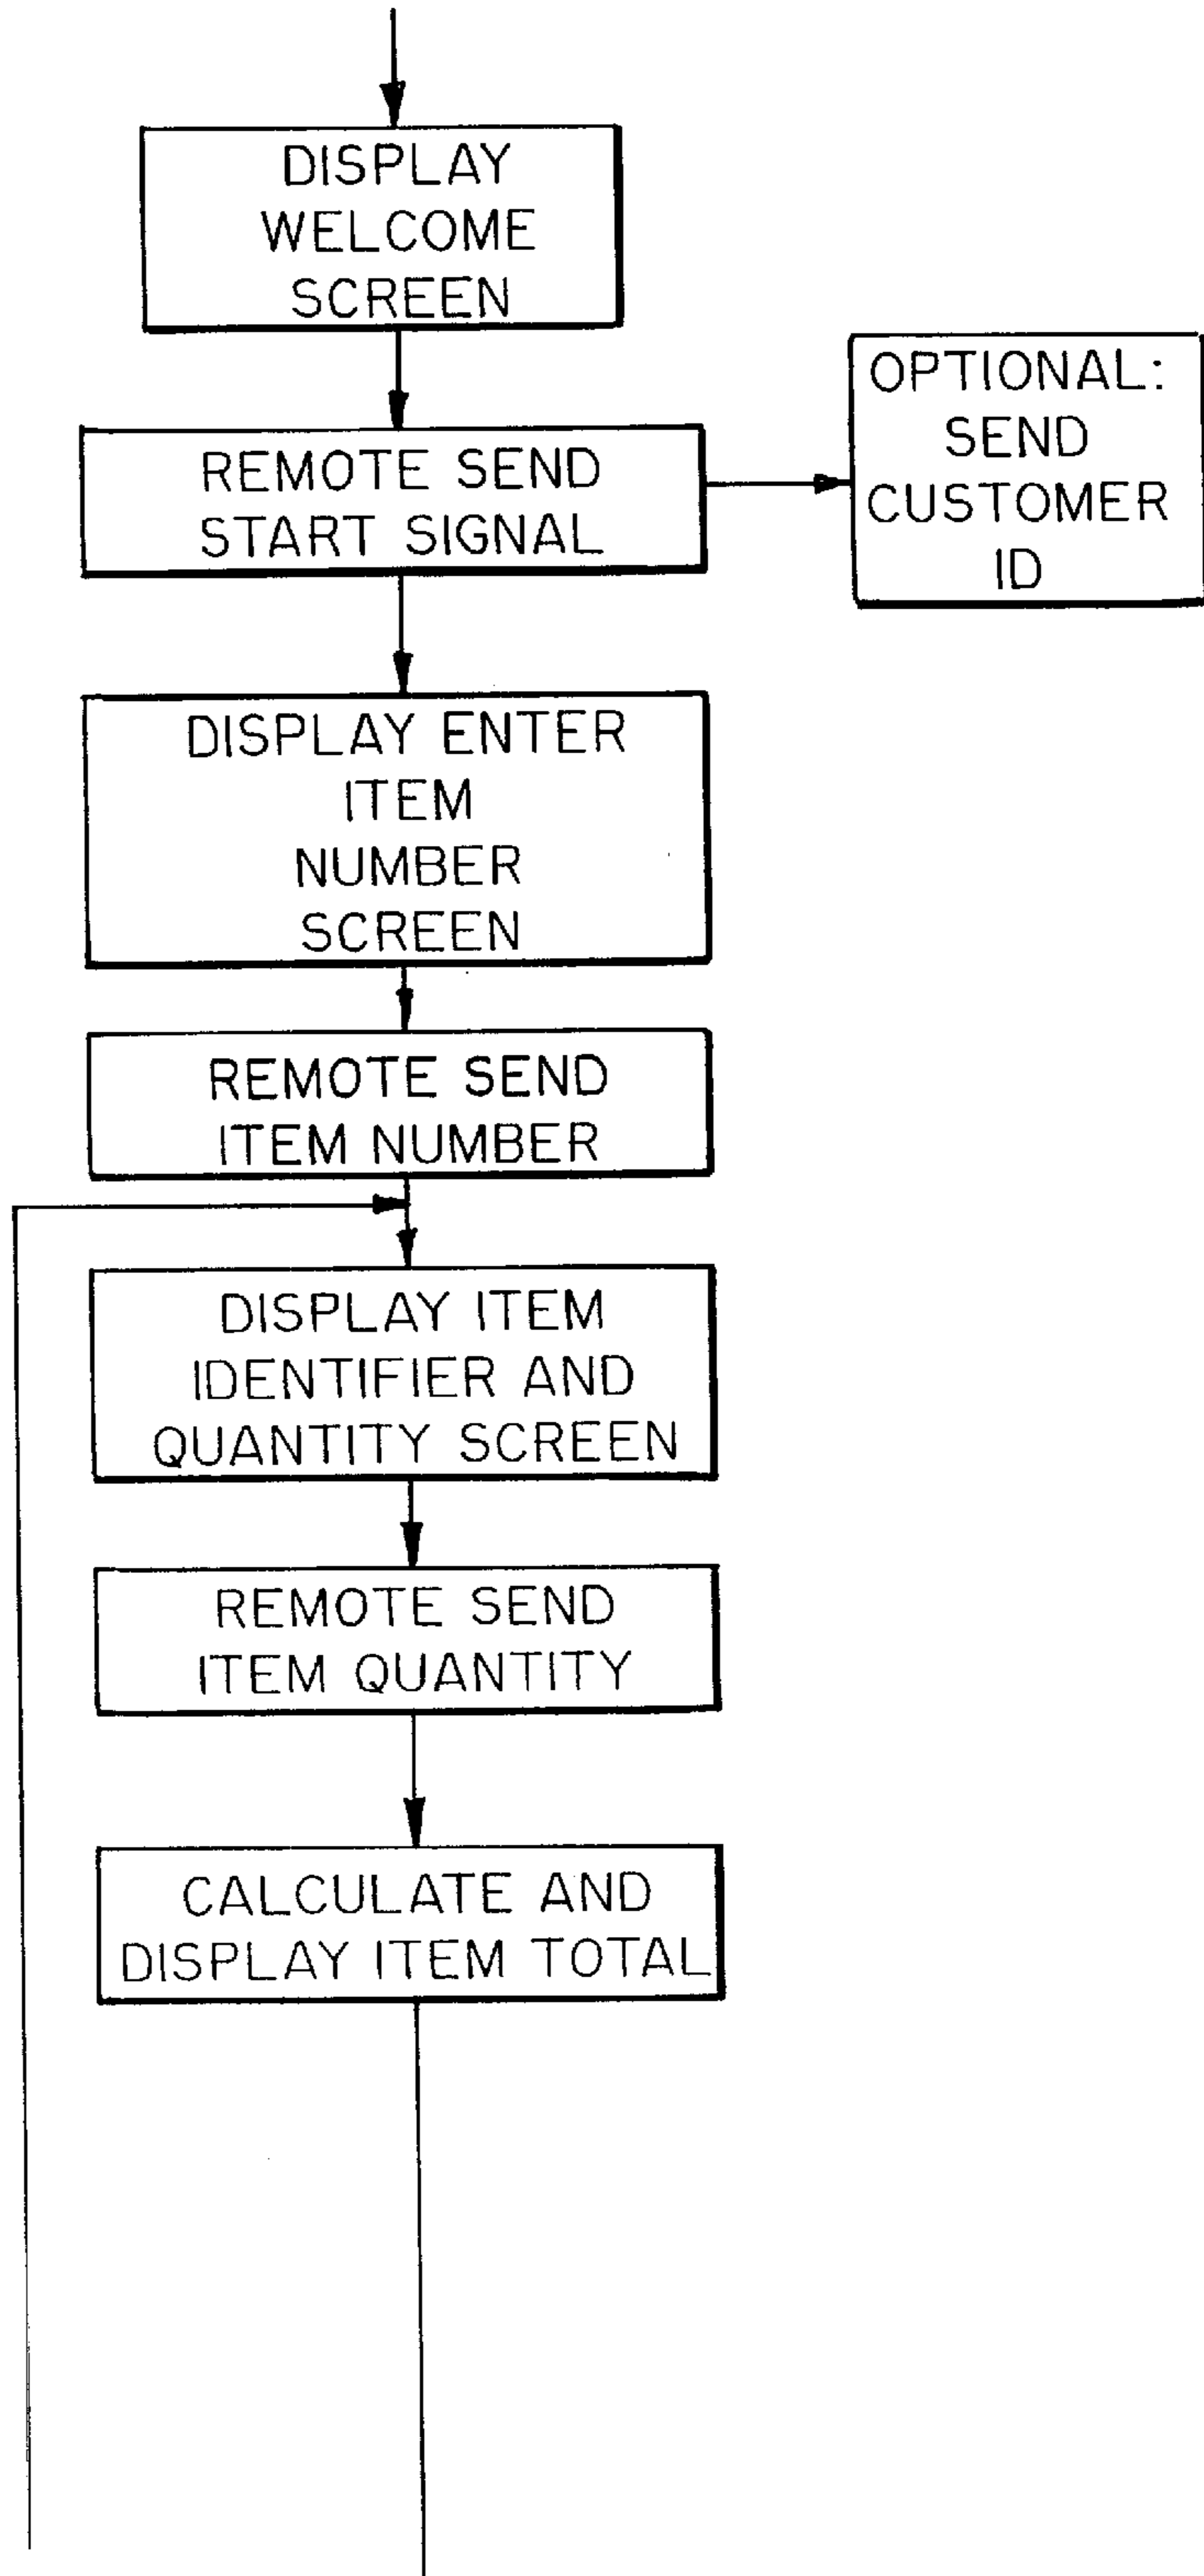 DISPLAY
WELCOME
SCREEN
REMOTE SEND
START SIGNAL
OPTIONAL:
SEND
CUSTOMER
ID
DISPLAY ENTER
ITEM
NUMBER
SCREEN
REMOTE SEND
ITEM NUMBER
DISPLAY ITEM
IDENTIFIER AND
QUANTITY SCREEN
REMOTE SEND
ITEM QUANTITY
CALCULATE AND
DISPLAY ITEM TOTAL